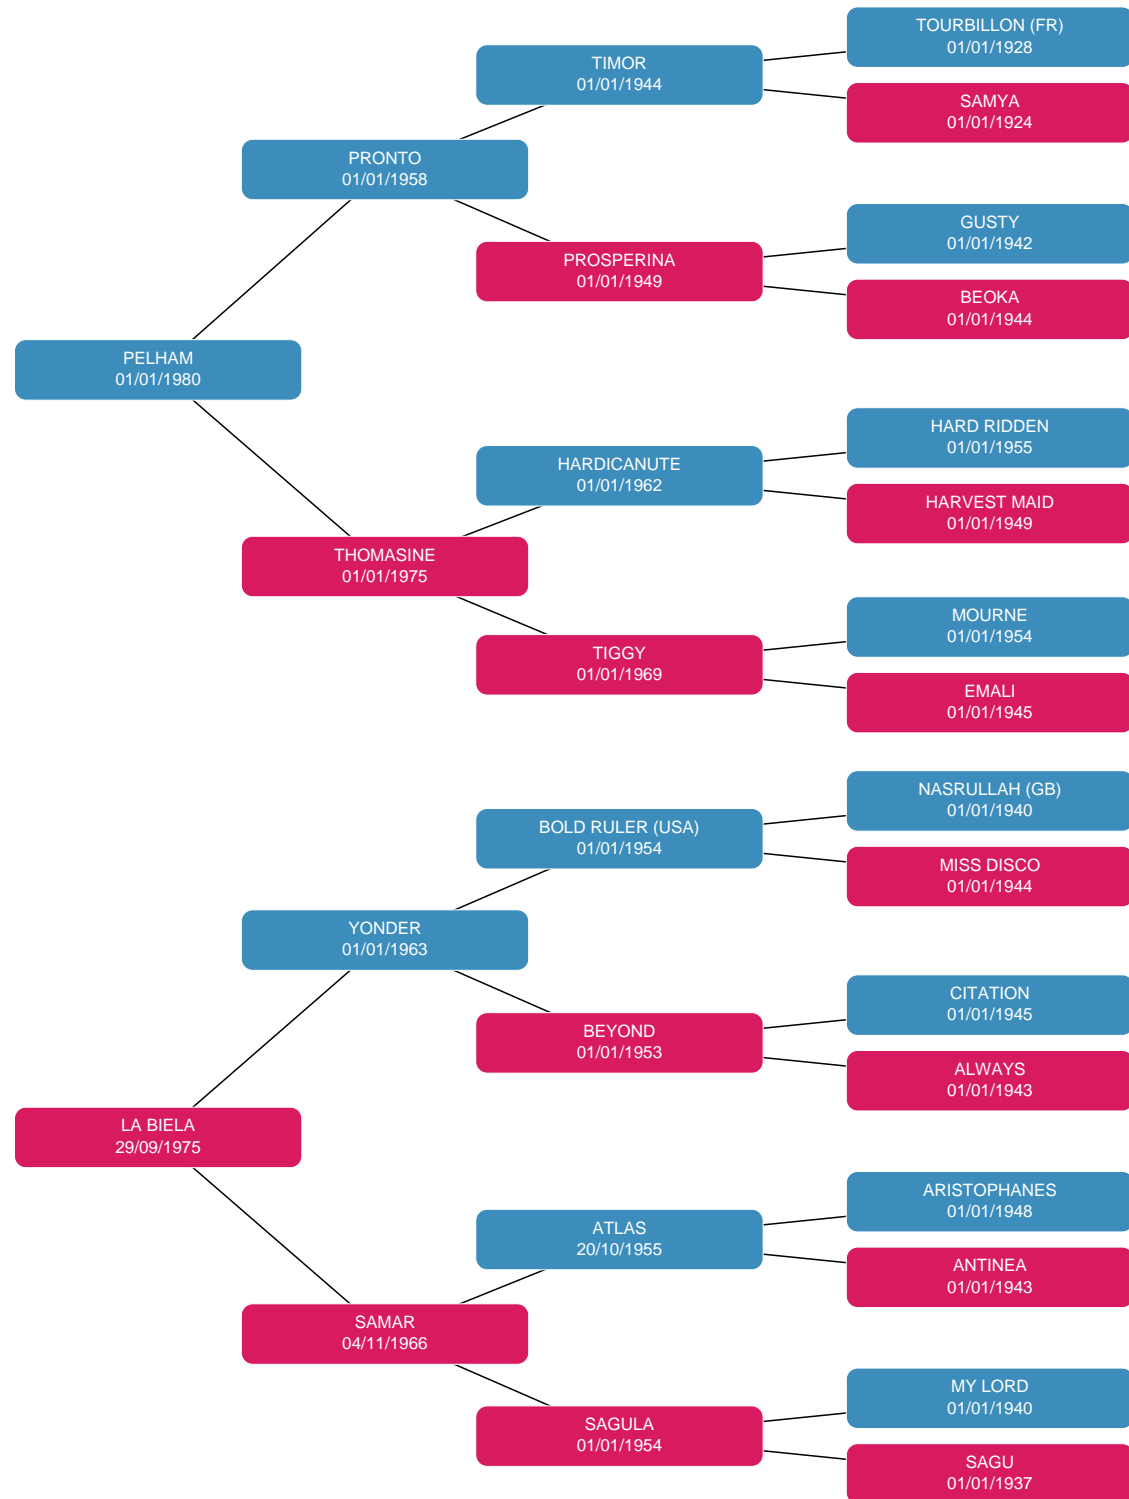 TOURBILLON (FR)
01/01/1928
TIMOR
01/01/1944
SAMYA
01/01/1924
PRONTO
01/01/1958
GUSTY
01/01/1942
PROSPERINA
01/01/1949
BEOKA
01/01/1944
PELHAM
01/01/1980
HARD RIDDEN
01/01/1955
HARDICANUTE
01/01/1962
HARVEST MAID
01/01/1949
THOMASINE
01/01/1975
MOURNE
01/01/1954
TIGGY
01/01/1969
EMALI
01/01/1945
NASRULLAH (GB)
01/01/1940
BOLD RULER (USA)
01/01/1954
MISS DISCO
01/01/1944
YONDER
01/01/1963
CITATION
01/01/1945
BEYOND
01/01/1953
ALWAYS
01/01/1943
LA BIELA
29/09/1975
ARISTOPHANES
01/01/1948
ATLAS
20/10/1955
ANTINEA
01/01/1943
SAMAR
04/11/1966
MY LORD
01/01/1940
SAGULA
01/01/1954
SAGU
01/01/1937